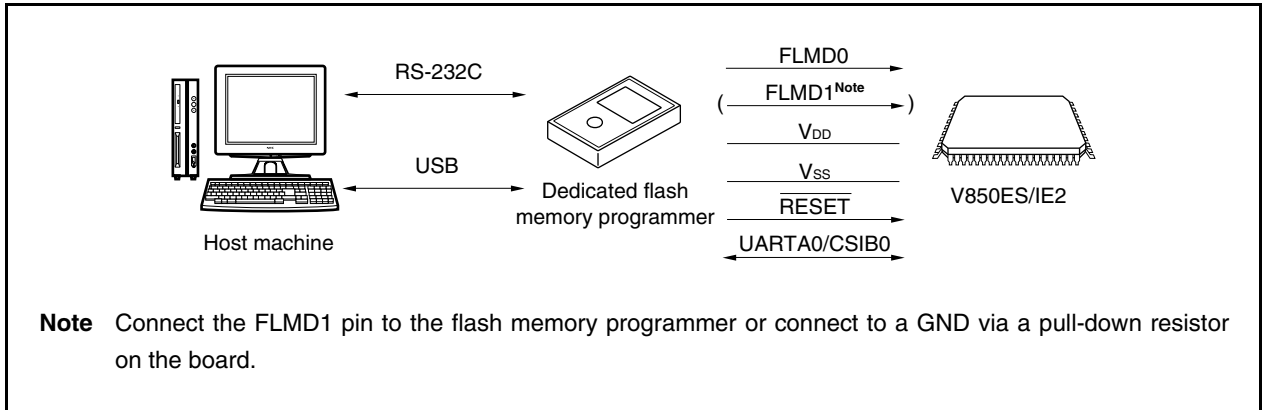 RS-232C
USB
Host machine
Dedicated flash
memory programmer
FLMD0
( FLMD1Note )
VDD
VSS
RESET
UARTA0/CSIB0
V850ES/IE2
Note Connect the FLMD1 pin to the flash memory programmer or connect to a GND via a pull-down resistor
on the board.